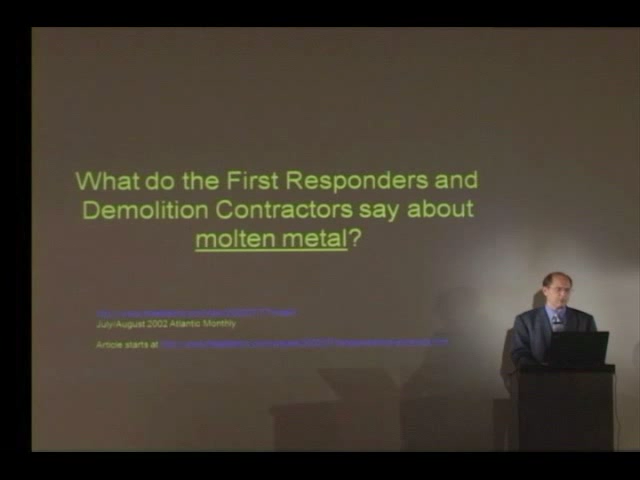 What do the First Responders and
Demolition Contractors say about
molten metal?
July/August 2002 Atlantic Monthly
Article starts at